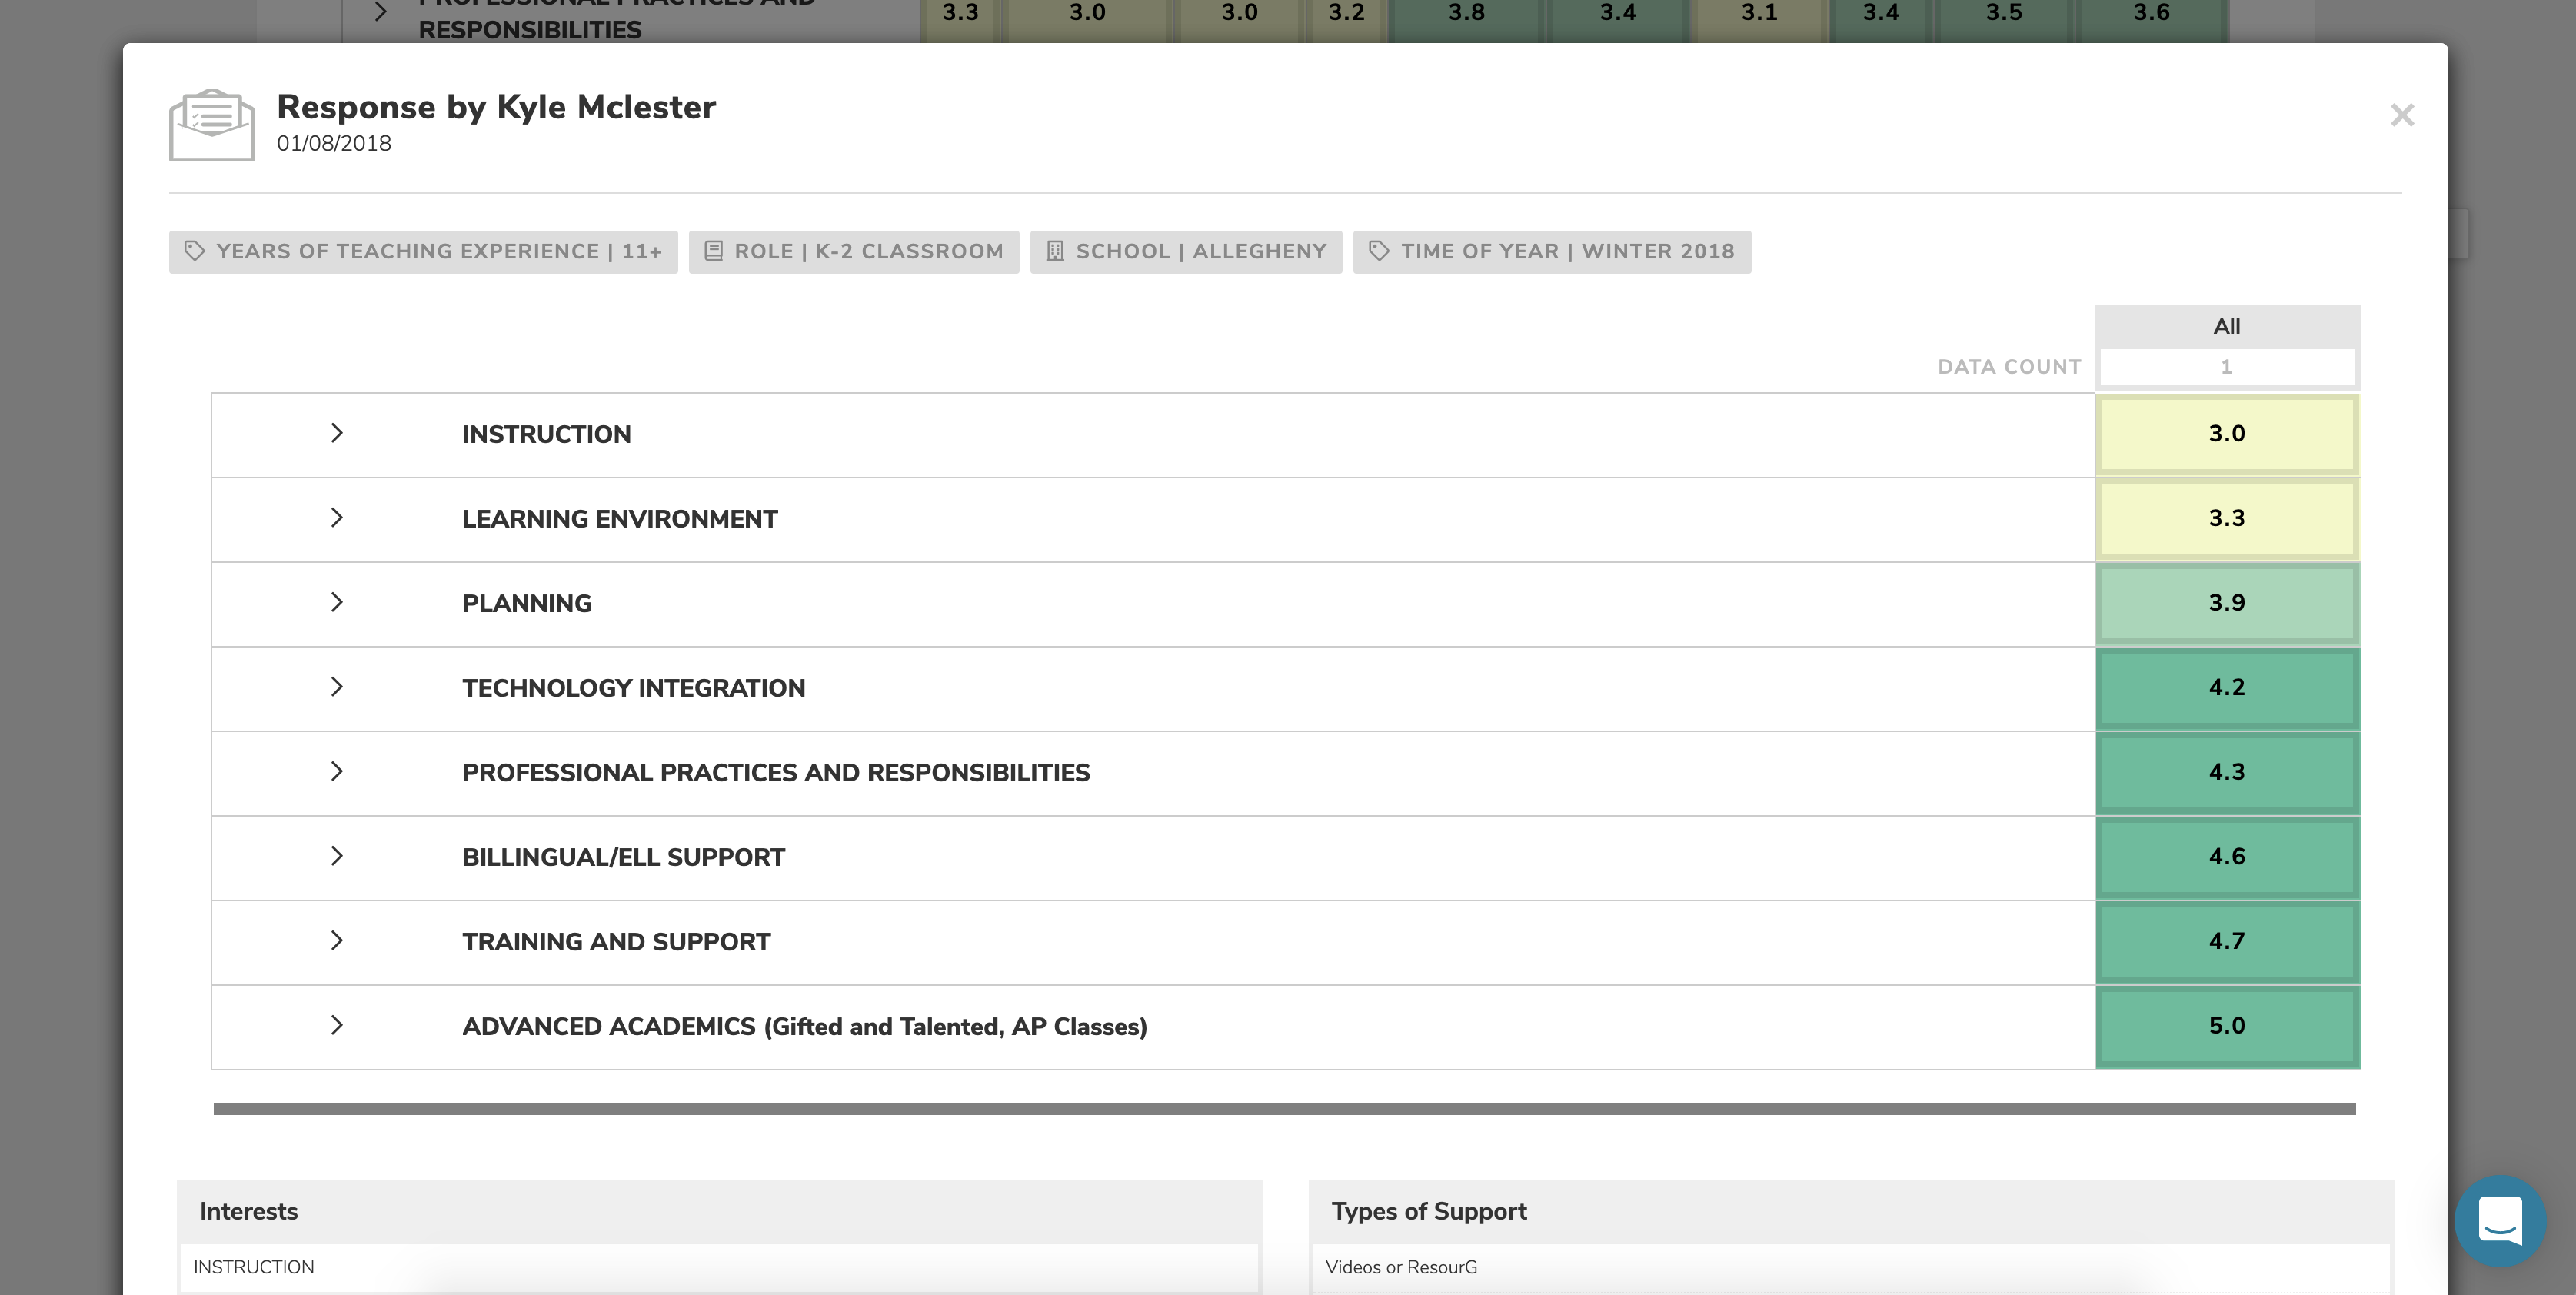 PROFESSIONAL PRACTICES AND
RESPONSIBILITIES
3.3 3.0 3.0 3.2 3.8 3.4 3.1 3.4 3.5 3.6
Response by Kyle Mclester
01/08/2018
YEARS OF TEACHING EXPERIENCE | 11+
ROLE | K-2 CLASSROOM
SCHOOL | ALLEGHENY
TIME OF YEAR | WINTER 2018
All
DATA COUNT 1
INSTRUCTION 3.0
LEARNING ENVIRONMENT 3.3
PLANNING 3.9
TECHNOLOGY INTEGRATION 4.2
PROFESSIONAL PRACTICES AND RESPONSIBILITIES 4.3
BILLINGUAL/ELL SUPPORT 4.6
TRAINING AND SUPPORT 4.7
ADVANCED ACADEMICS (Gifted and Talented, AP Classes) 5.0
Interests
INSTRUCTION
Types of Support
Videos or ResourG